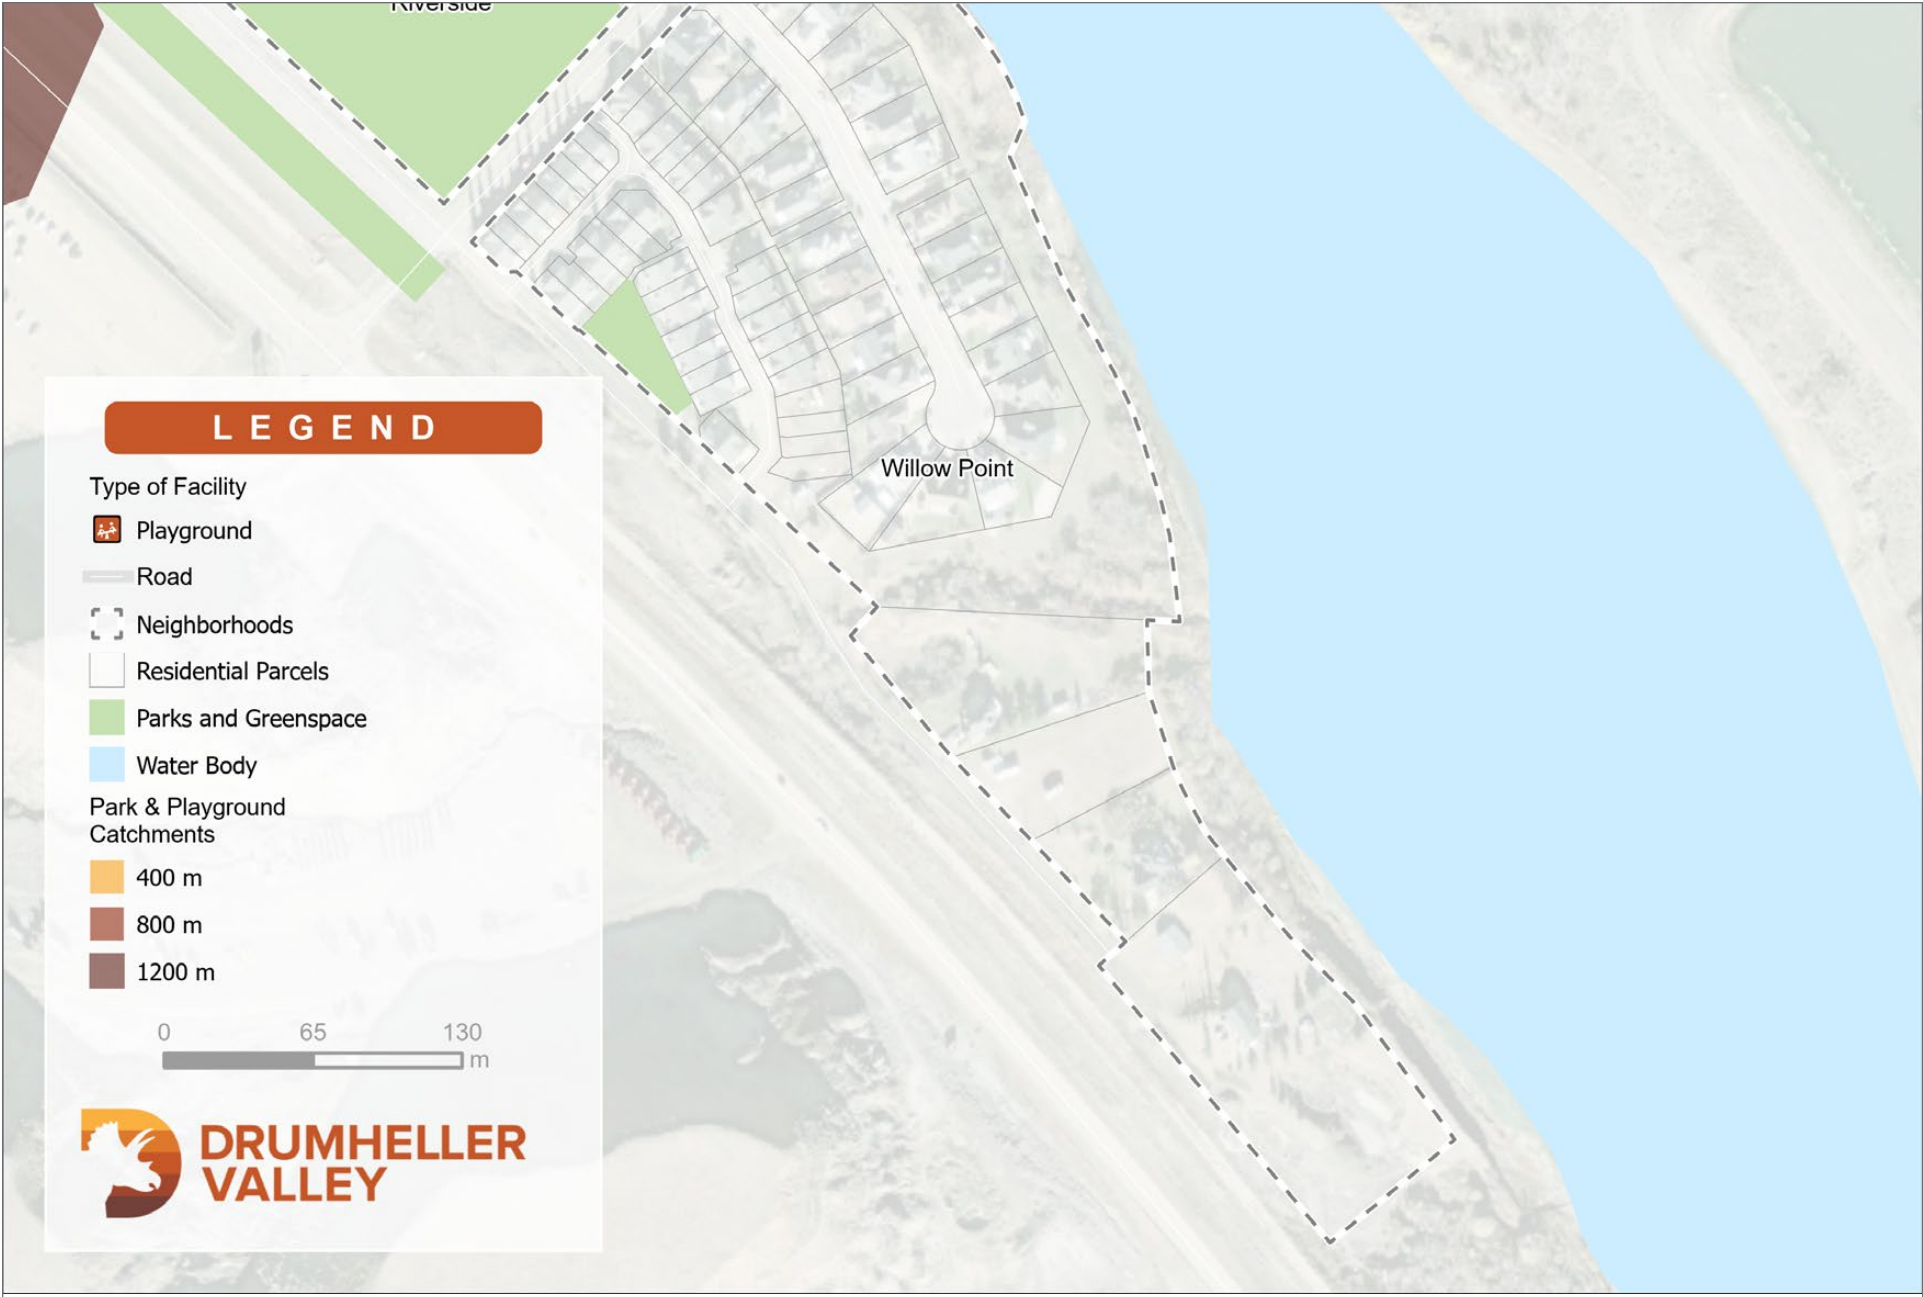 Riverside
Willow Point
LEGEND
Type of Facility
Playground
Road
Neighborhoods
Residential Parcels
Parks and Greenspace
Water Body
Park & Playground
Catchments
400 m
800 m
1200 m
0 65 130
m
DRUMHELLER
VALLEY